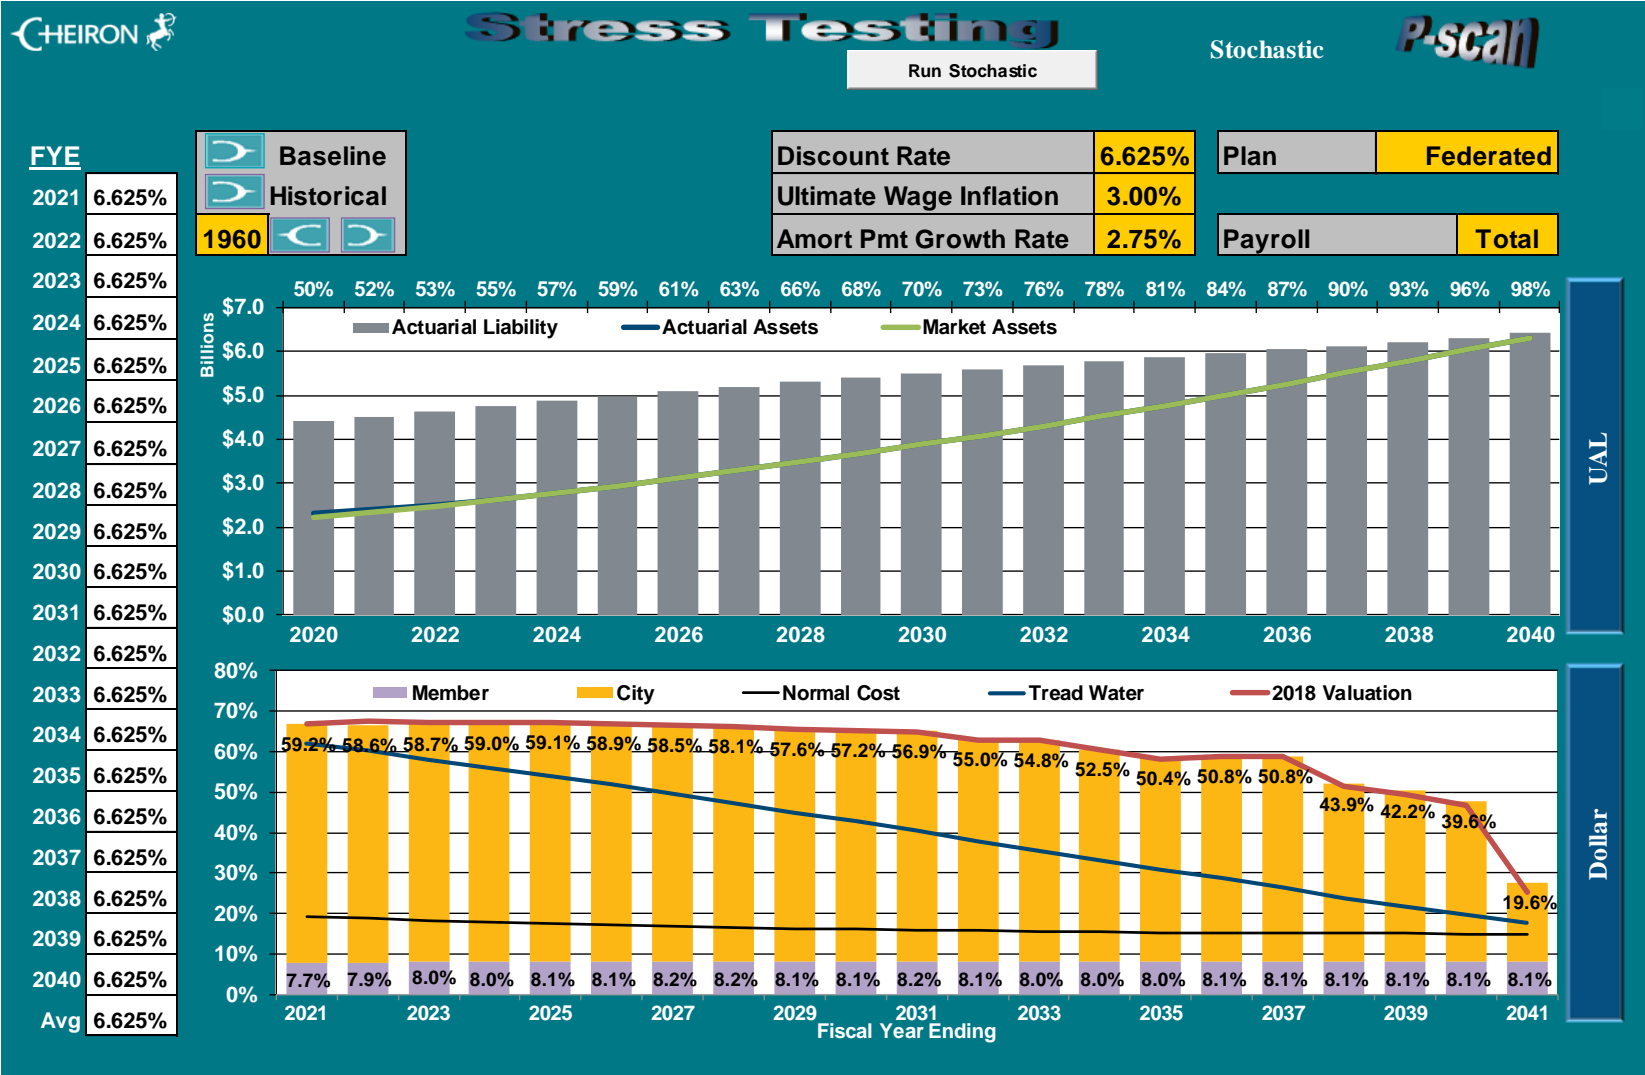 CHEIRON
Stress Testing
Run Stochastic
Stochastic
P-scan
FYE
2021 6.625%
2022 6.625%
2023 6.625%
2024 6.625%
2025 6.625%
2026 6.625%
2027 6.625%
2028 6.625%
2029 6.625%
2030 6.625%
2031 6.625%
2032 6.625%
2033 6.625%
2034 6.625%
2035 6.625%
2036 6.625%
2037 6.625%
2038 6.625%
2039 6.625%
2040 6.625%
Avg 6.625%
Baseline
Historical
1960
Discount Rate 6.625%
Ultimate Wage Inflation 3.00%
Amort Pmt Growth Rate 2.75%
Plan Federated
Payroll Total
50% 52% 53% 55% 57% 59% 61% 63% 66% 68% 70% 73% 76% 78% 81% 84% 87% 90% 93% 96% 98%
Billions
Actuarial Liability Actuarial Assets Market Assets
$7.0
$6.0
$5.0
$4.0
$3.0
$2.0
$1.0
$0.0
2020 2022 2024 2026 2028 2030 2032 2034 2036 2038 2040
UAL
Member City Normal Cost Tread Water 2018 Valuation
80%
70%
60%
50%
40%
30%
20%
10%
0%
59.2% 58.6% 58.7% 59.0% 59.1% 58.9% 58.5% 58.1% 57.6% 57.2% 56.9% 55.0% 54.8% 52.5% 50.4% 50.8% 50.8% 43.9% 42.2% 39.6% 19.6%
7.7% 7.9% 8.0% 8.0% 8.1% 8.1% 8.2% 8.2% 8.1% 8.1% 8.2% 8.1% 8.0% 8.0% 8.0% 8.1% 8.1% 8.1% 8.1% 8.1% 8.1%
2021 2023 2025 2027 2029 2031 2033 2035 2037 2039 2041
Fiscal Year Ending
Dollar